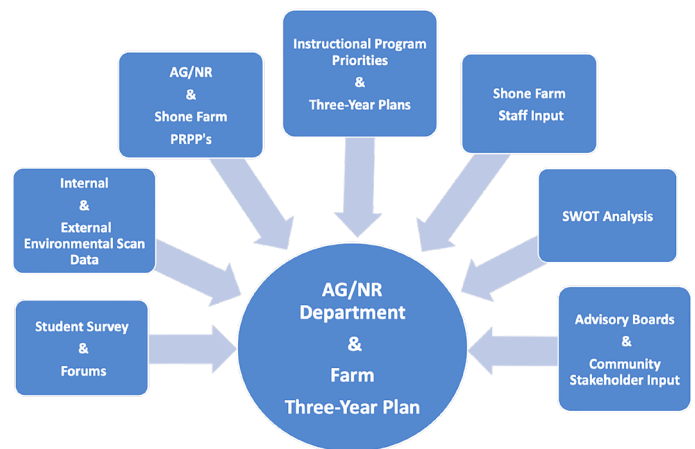 Instructional Program
Priorities
&
Three-Year Plans
AG/NR
&
Shone Farm
PRPP's
Shone Farm
Staff Input
Internal
&
External
Environmental Scan
Data
SWOT Analysis
Student Survey
&
Forums
Advisory Boards
&
Community
Stakeholder Input
AG/NR
Department
&
Farm
Three-Year Plan